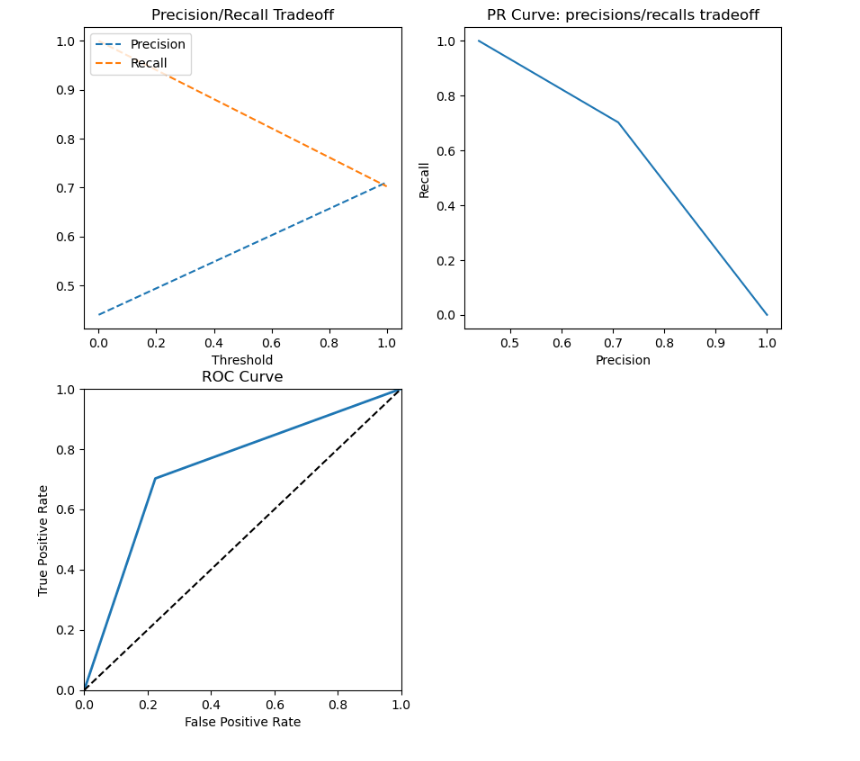 Precision/Recall Tradeoff
1.0
0.9
0.8
0.7
0.6
0.5
Precision
Recall
0.0 0.2 0.4 0.6 0.8 1.0
Threshold
PR Curve: precisions/recalls tradeoff
Recall
1.0
0.8
0.6
0.4
0.2
0.0
0.5 0.6 0.7 0.8 0.9 1.0
Precision
ROC Curve
True Positive Rate
1.0
0.8
0.6
0.4
0.2
0.0
0.0 0.2 0.4 0.6 0.8 1.0
False Positive Rate